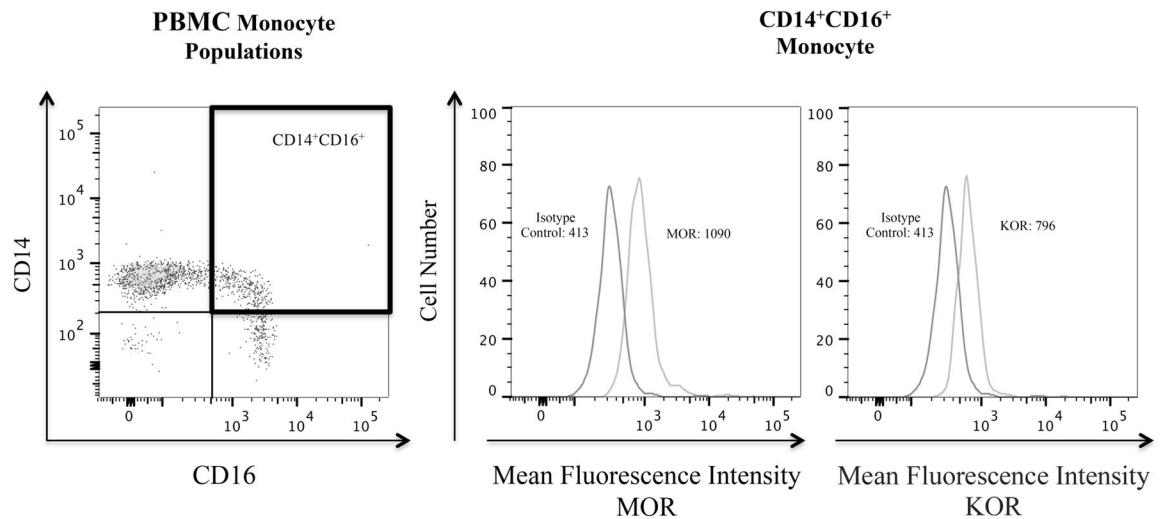 PBMC Monocyte
Populations
CD14⁺CD16⁺
Monocyte
10⁵
10⁴
10³
10²
CD14⁺CD16⁺
CD14
0
10³
10⁴
10⁵
CD16
100
80
60
40
20
0
Cell Number
Isotype
Control: 413
MOR: 1090
0
10³
10⁴
10⁵
Mean Fluorescence Intensity
MOR
100
80
60
40
20
0
Isotype
Control: 413
KOR: 796
0
10³
10⁴
10⁵
Mean Fluorescence Intensity
KOR